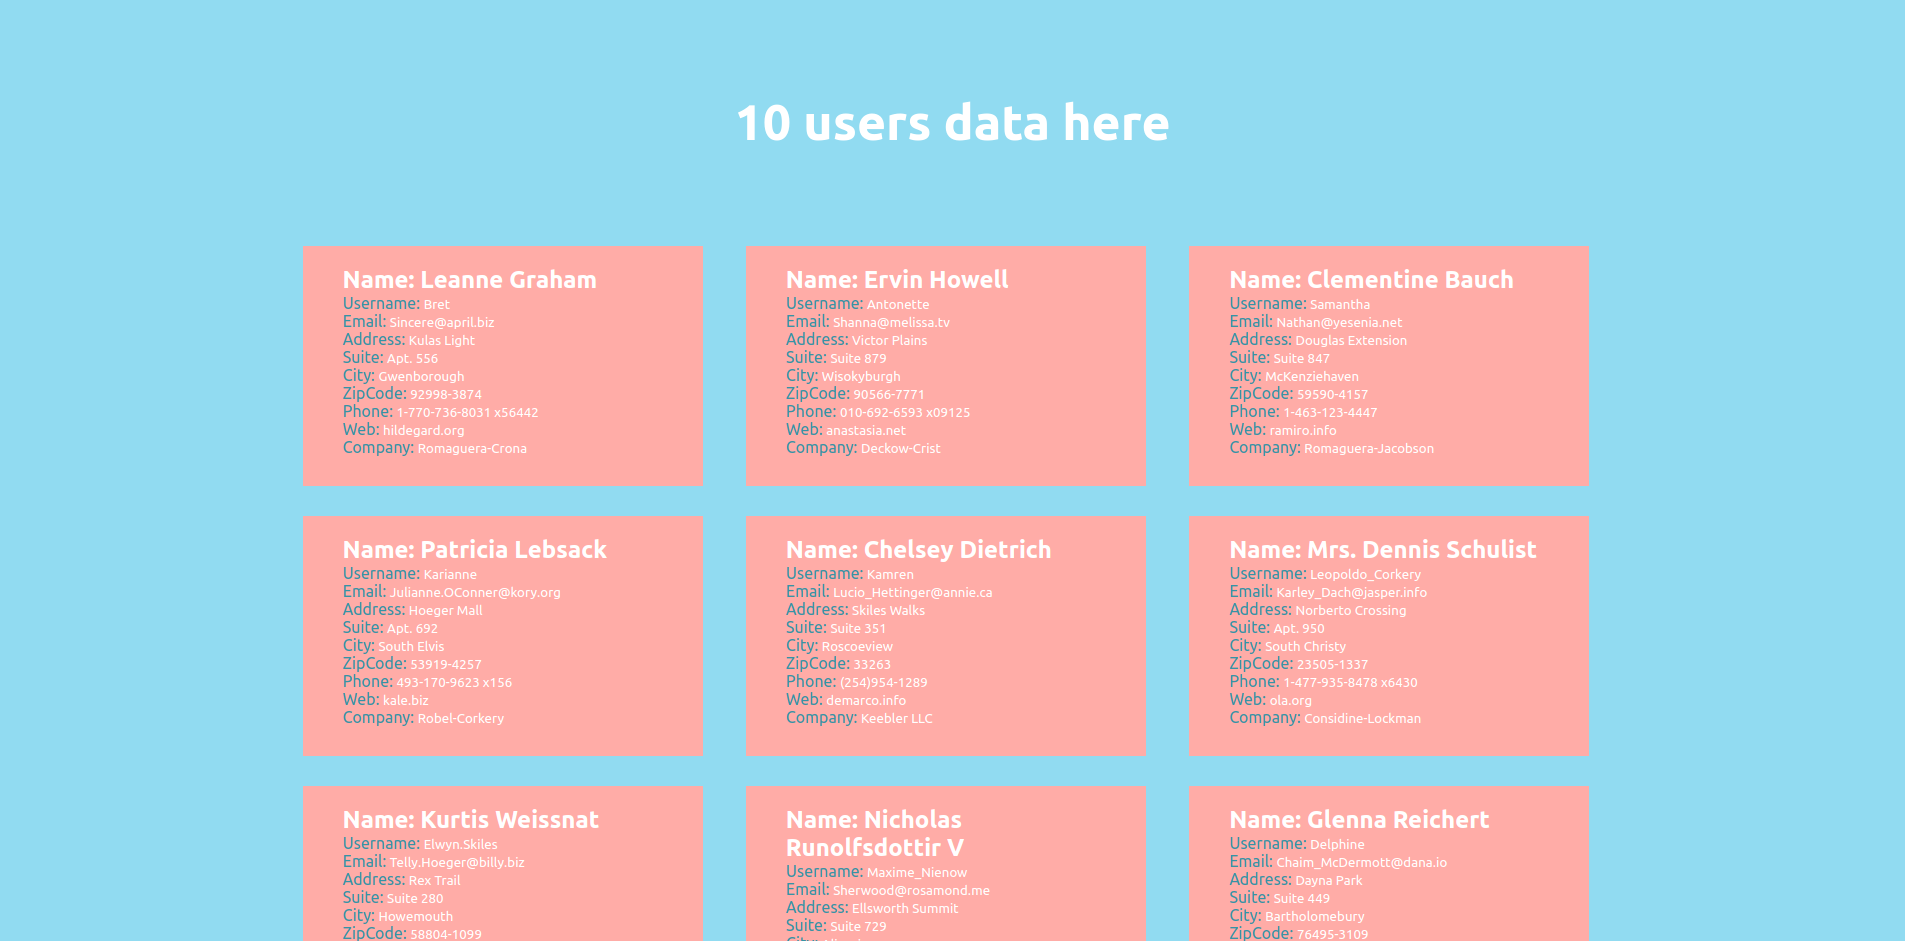 10 users data here
Name: Leanne Graham
Username: Bret
Email: Sincere@april.biz
Address: Kulas Light
Suite: Apt. 556
City: Gwenborough
ZipCode: 92998-3874
Phone: 1-770-736-8031 x56442
Web: hildegard.org
Company: Romaguera-Crona
Name: Ervin Howell
Username: Antonette
Email: Shanna@melissa.tv
Address: Victor Plains
Suite: Suite 879
City: Wisokyburgh
ZipCode: 90566-7771
Phone: 010-692-6593 x09125
Web: anastasia.net
Company: Deckow-Crist
Name: Clementine Bauch
Username: Samantha
Email: Nathan@yesenia.net
Address: Douglas Extension
Suite: Suite 847
City: McKenziehaven
ZipCode: 59590-4157
Phone: 1-463-123-4447
Web: ramiro.info
Company: Romaguera-Jacobson
Name: Patricia Lebsack
Username: Karianne
Email: Julianne.OConner@kory.org
Address: Hoeger Mall
Suite: Apt. 692
City: South Elvis
ZipCode: 53919-4257
Phone: 493-170-9623 x156
Web: kale.biz
Company: Robel-Corkery
Name: Chelsey Dietrich
Username: Kamren
Email: Lucio_Hettinger@annie.ca
Address: Skiles Walks
Suite: Suite 351
City: Roscoeview
ZipCode: 33263
Phone: (254)954-1289
Web: demarco.info
Company: Keebler LLC
Name: Mrs. Dennis Schulist
Username: Leopoldo_Corkery
Email: Karley_Dach@jasper.info
Address: Norberto Crossing
Suite: Apt. 950
City: South Christy
ZipCode: 23505-1337
Phone: 1-477-935-8478 x6430
Web: ola.org
Company: Considine-Lockman
Name: Kurtis Weissnat
Username: Elwyn.Skiles
Email: Telly.Hoeger@billy.biz
Address: Rex Trail
Suite: Suite 280
City: Howemouth
ZipCode: 58804-1099
Name: Nicholas
Runolfsdottir V
Username: Maxime_Nienow
Email: Sherwood@rosamond.me
Address: Ellsworth Summit
Suite: Suite 729
Name: Glenna Reichert
Username: Delphine
Email: Chaim_McDermott@dana.io
Address: Dayna Park
Suite: Suite 449
City: Bartholomebury
ZipCode: 76495-3109